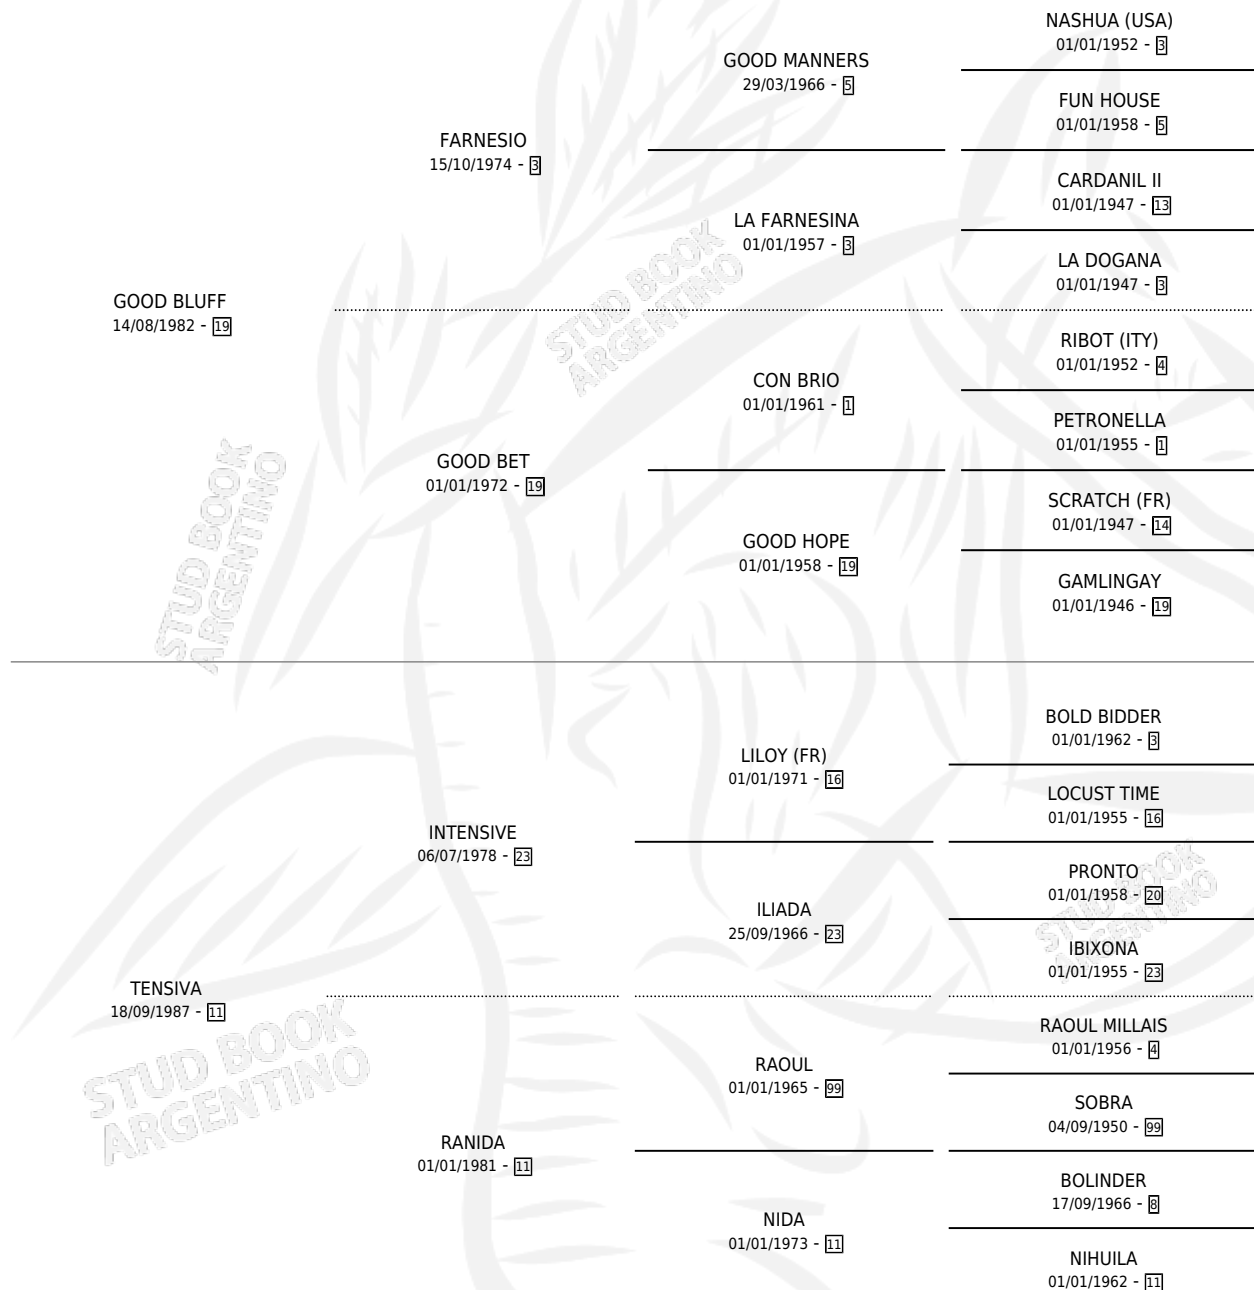 NASHUA (USA)
01/01/1952 - 3
GOOD MANNERS
29/03/1966 - 5
FUN HOUSE
01/01/1958 - 5
FARNESIO
15/10/1974 - 3
CARDANIL II
01/01/1947 - 13
LA FARNESINA
01/01/1957 - 3
LA DOGANA
01/01/1947 - 3
GOOD BLUFF
14/08/1982 - 19
RIBOT (ITY)
01/01/1952 - 4
CON BRIO
01/01/1961 - 1
PETRONELLA
01/01/1955 - 1
GOOD BET
01/01/1972 - 19
SCRATCH (FR)
01/01/1947 - 14
GOOD HOPE
01/01/1958 - 19
GAMLINGAY
01/01/1946 - 19
BOLD BIDDER
01/01/1962 - 3
LILOY (FR)
01/01/1971 - 16
LOCUST TIME
01/01/1955 - 16
INTENSIVE
06/07/1978 - 23
PRONTO
01/01/1958 - 20
ILIADA
25/09/1966 - 23
IBIXONA
01/01/1955 - 23
TENSIVA
18/09/1987 - 11
RAOUL MILLAIS
01/01/1956 - 4
RAOUL
01/01/1965 - 99
SOBRA
04/09/1950 - 99
RANIDA
01/01/1981 - 11
BOLINDER
17/09/1966 - 8
NIDA
01/01/1973 - 11
NIHUILA
01/01/1962 - 11
STUD BOOK
ARGENTINO
STUD BOOK
ARGENTINO
STUD BOOK
ARGENTINO
STUD BOOK
ARGENTINO